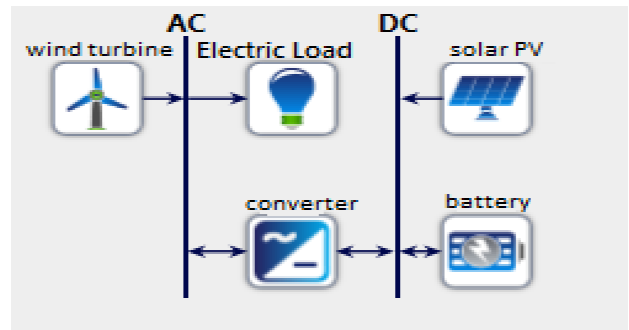 AC
DC
wind turbine
Electric Load
solar PV
converter
battery